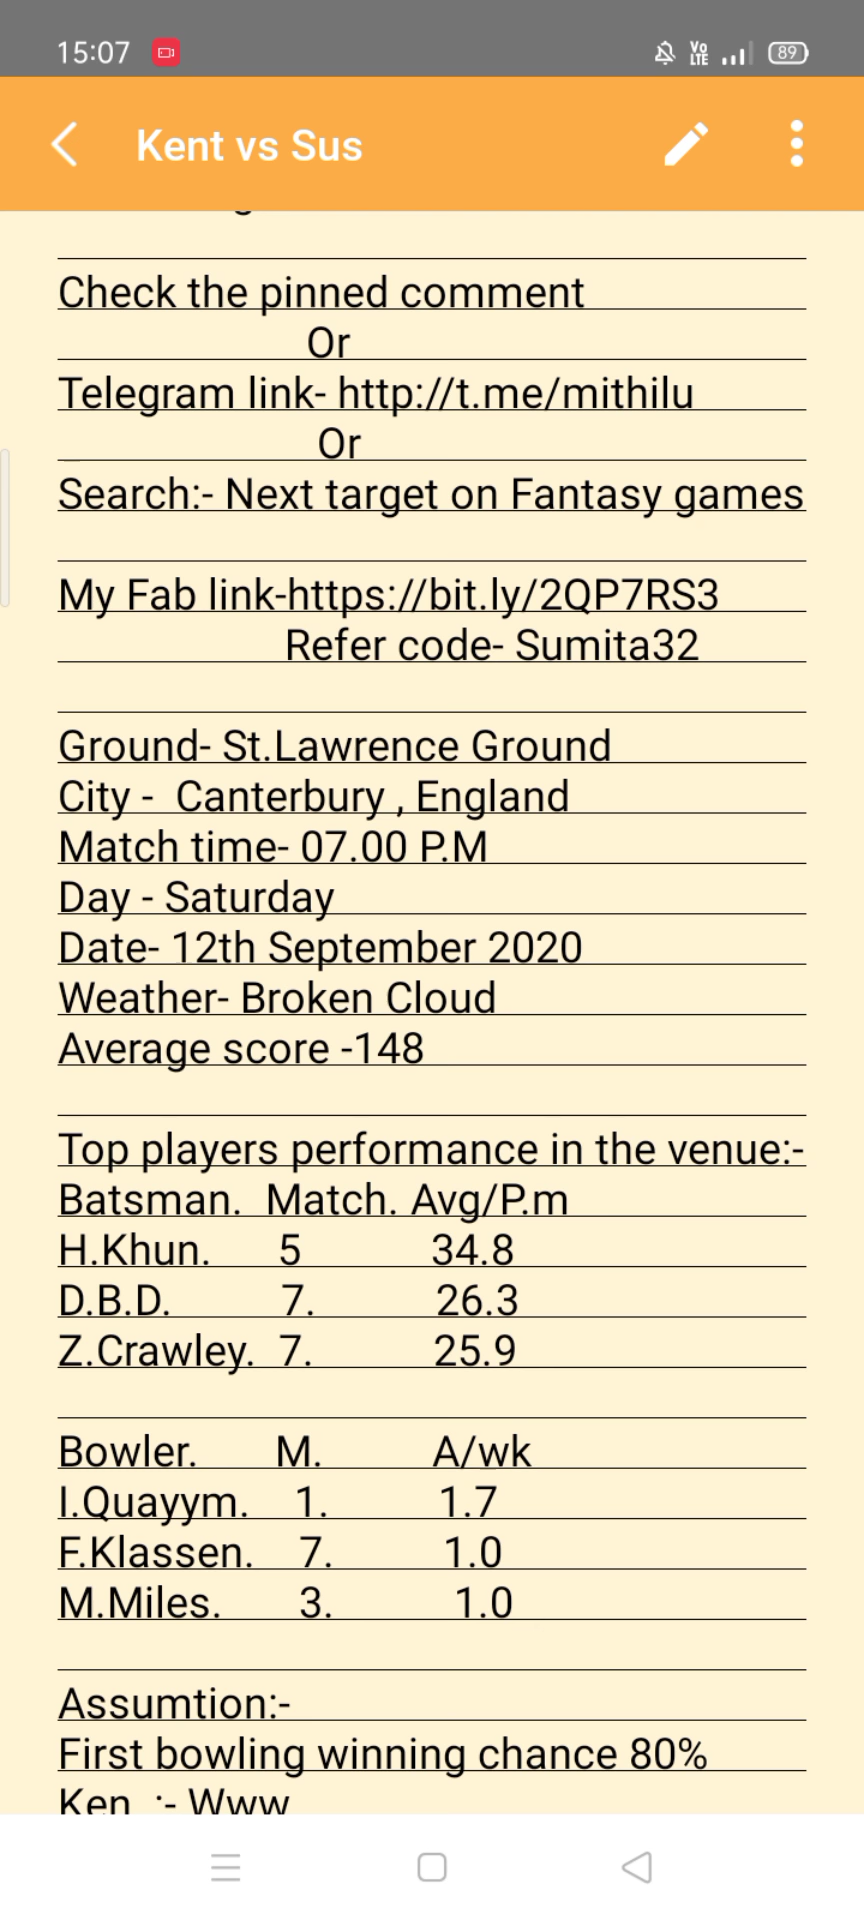 15:07
Vo LTE
89
Kent vs Sus
Check the pinned comment
Or
Telegram link- http://t.me/mithilu
Or
Search:- Next target on Fantasy games
My Fab link-https://bit.ly/2QP7RS3
Refer code- Sumita32
Ground- St.Lawrence Ground
City - Canterbury , England
Match time- 07.00 P.M
Day - Saturday
Date- 12th September 2020
Weather- Broken Cloud
Average score -148
Top players performance in the venue:-
Batsman. Match. Avg/P.m
H.Khun. 5 34.8
D.B.D. 7. 26.3
Z.Crawley. 7. 25.9
Bowler. M. A/wk
I.Quayym. 1. 1.7
F.Klassen. 7. 1.0
M.Miles. 3. 1.0
Assumtion:-
First bowling winning chance 80%
Ken :- Www